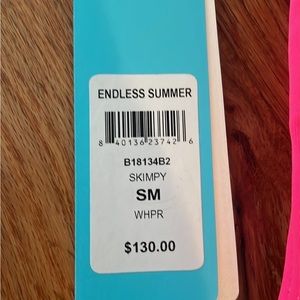 ENDLESS SUMMER
8 40136 23742 6
B18134B2
SKIMPY
SM
WHPR
$130.00